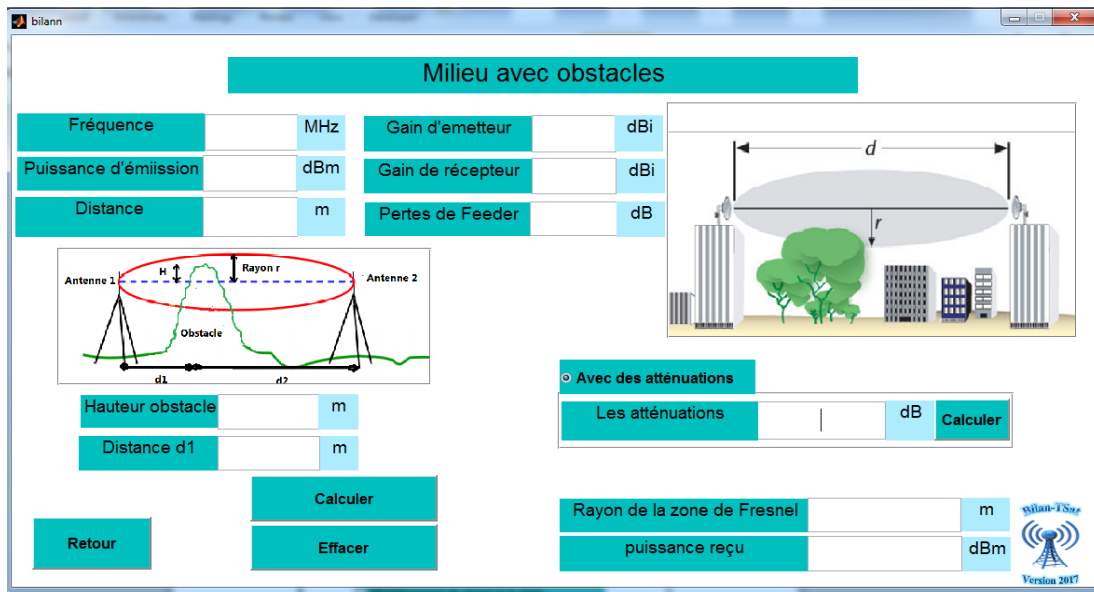 bilann
Milieu avec obstacles
Fréquence MHz
Gain d'emetteur dBi
Puissance d'émiission dBm
Gain de récepteur dBi
Distance m
Pertes de Feeder dB
d
r
H
Rayon r
Antenne 1
Antenne 2
Obstacle
d1
d2
Avec des atténuations
Les atténuations dB Calculer
Hauteur obstacle m
Distance d1 m
Calculer
Retour
Effacer
Rayon de la zone de Fresnel m
puissance reçu dBm
Bilan-TSat
Version 2017